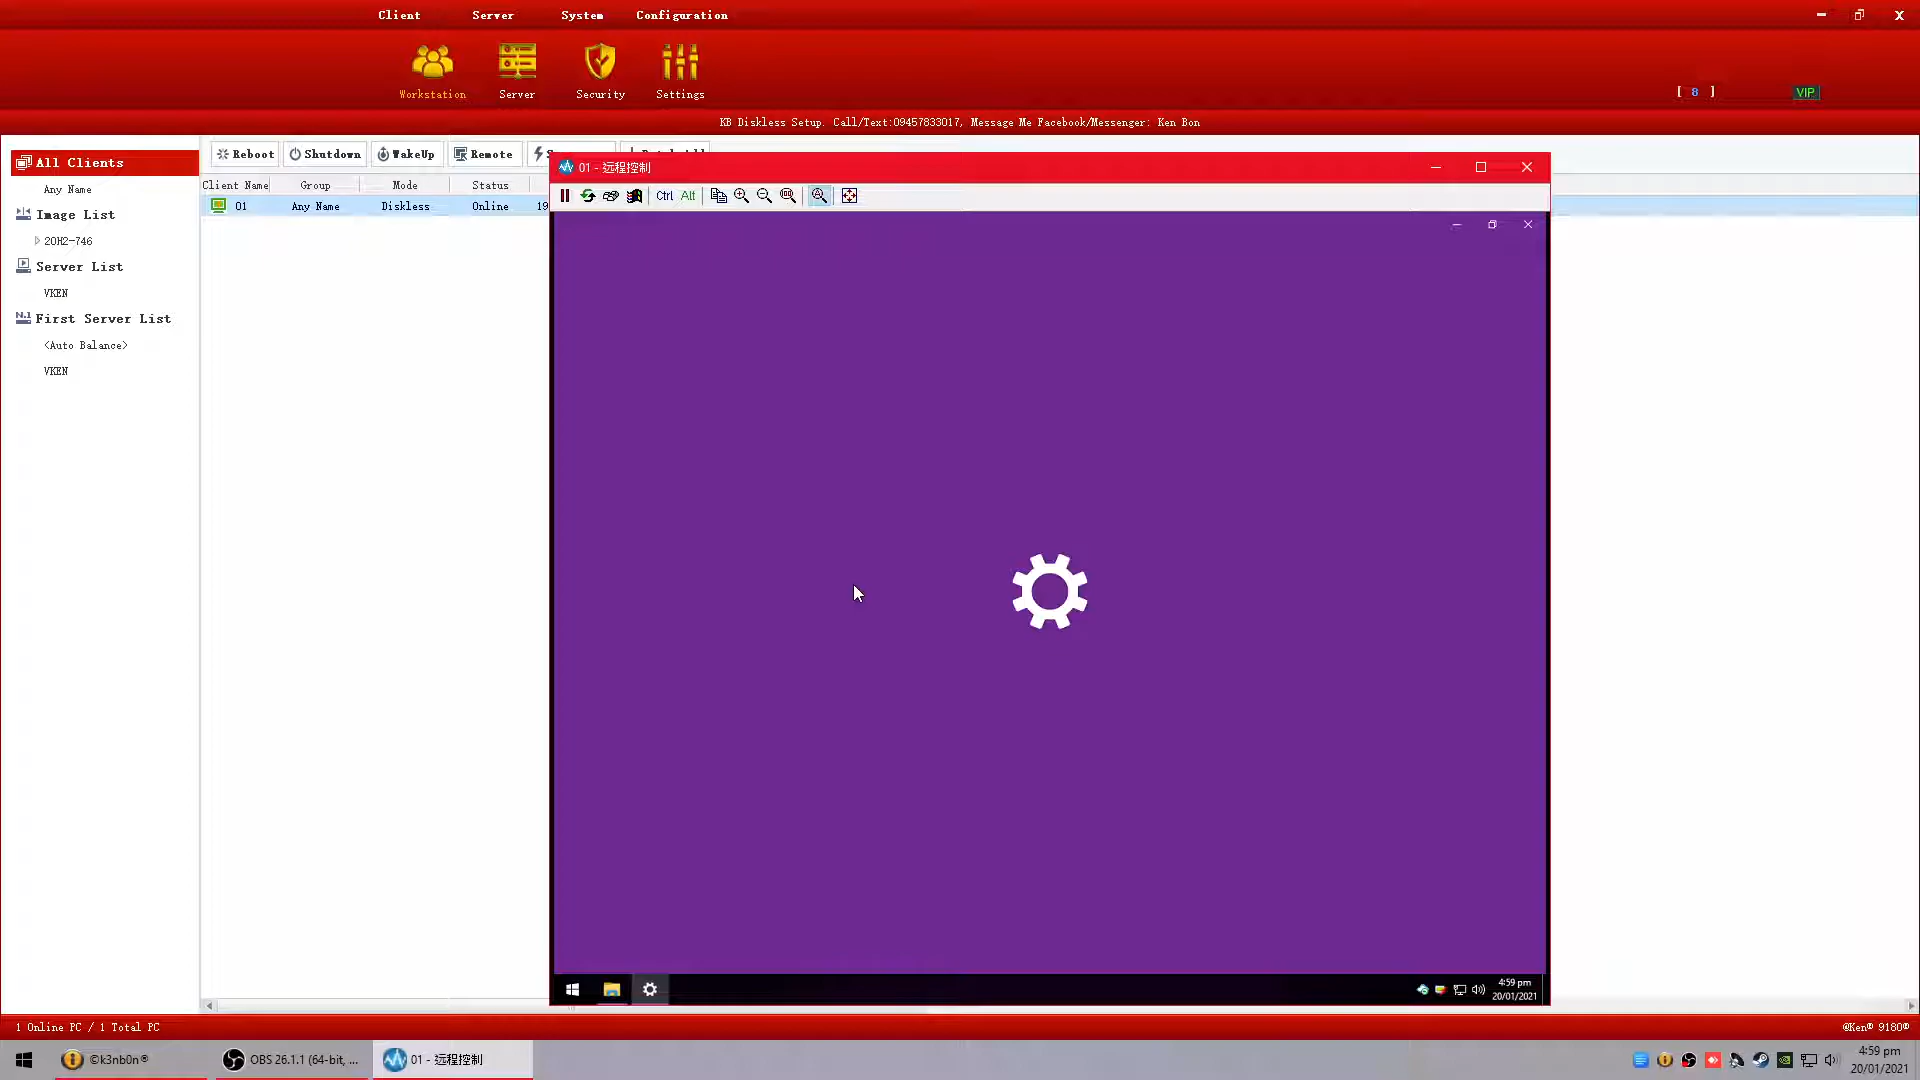 Client Server System Configuration
Workstation Server Security Settings
[ 8 ] VIP
KB Diskless Setup. Call/Text:09457833017, Message Me Facebook/Messenger: Ken Bon
All Clients
Any Name
Image List
20H2-746
Server List
VKEN
First Server List
<Auto Balance>
VKEN
Reboot Shutdown WakeUp Remote
Client Name Group Mode Status
01 Any Name Diskless Online 19
01 - 远程控制
Ctrl Alt
4:59 pm
20/01/2021
1 Online PC / 1 Total PC
@Ken® 9180®
©k3nb0n®
OBS 26.1.1 (64-bit, ...
01 - 远程控制
4:59 pm
20/01/2021